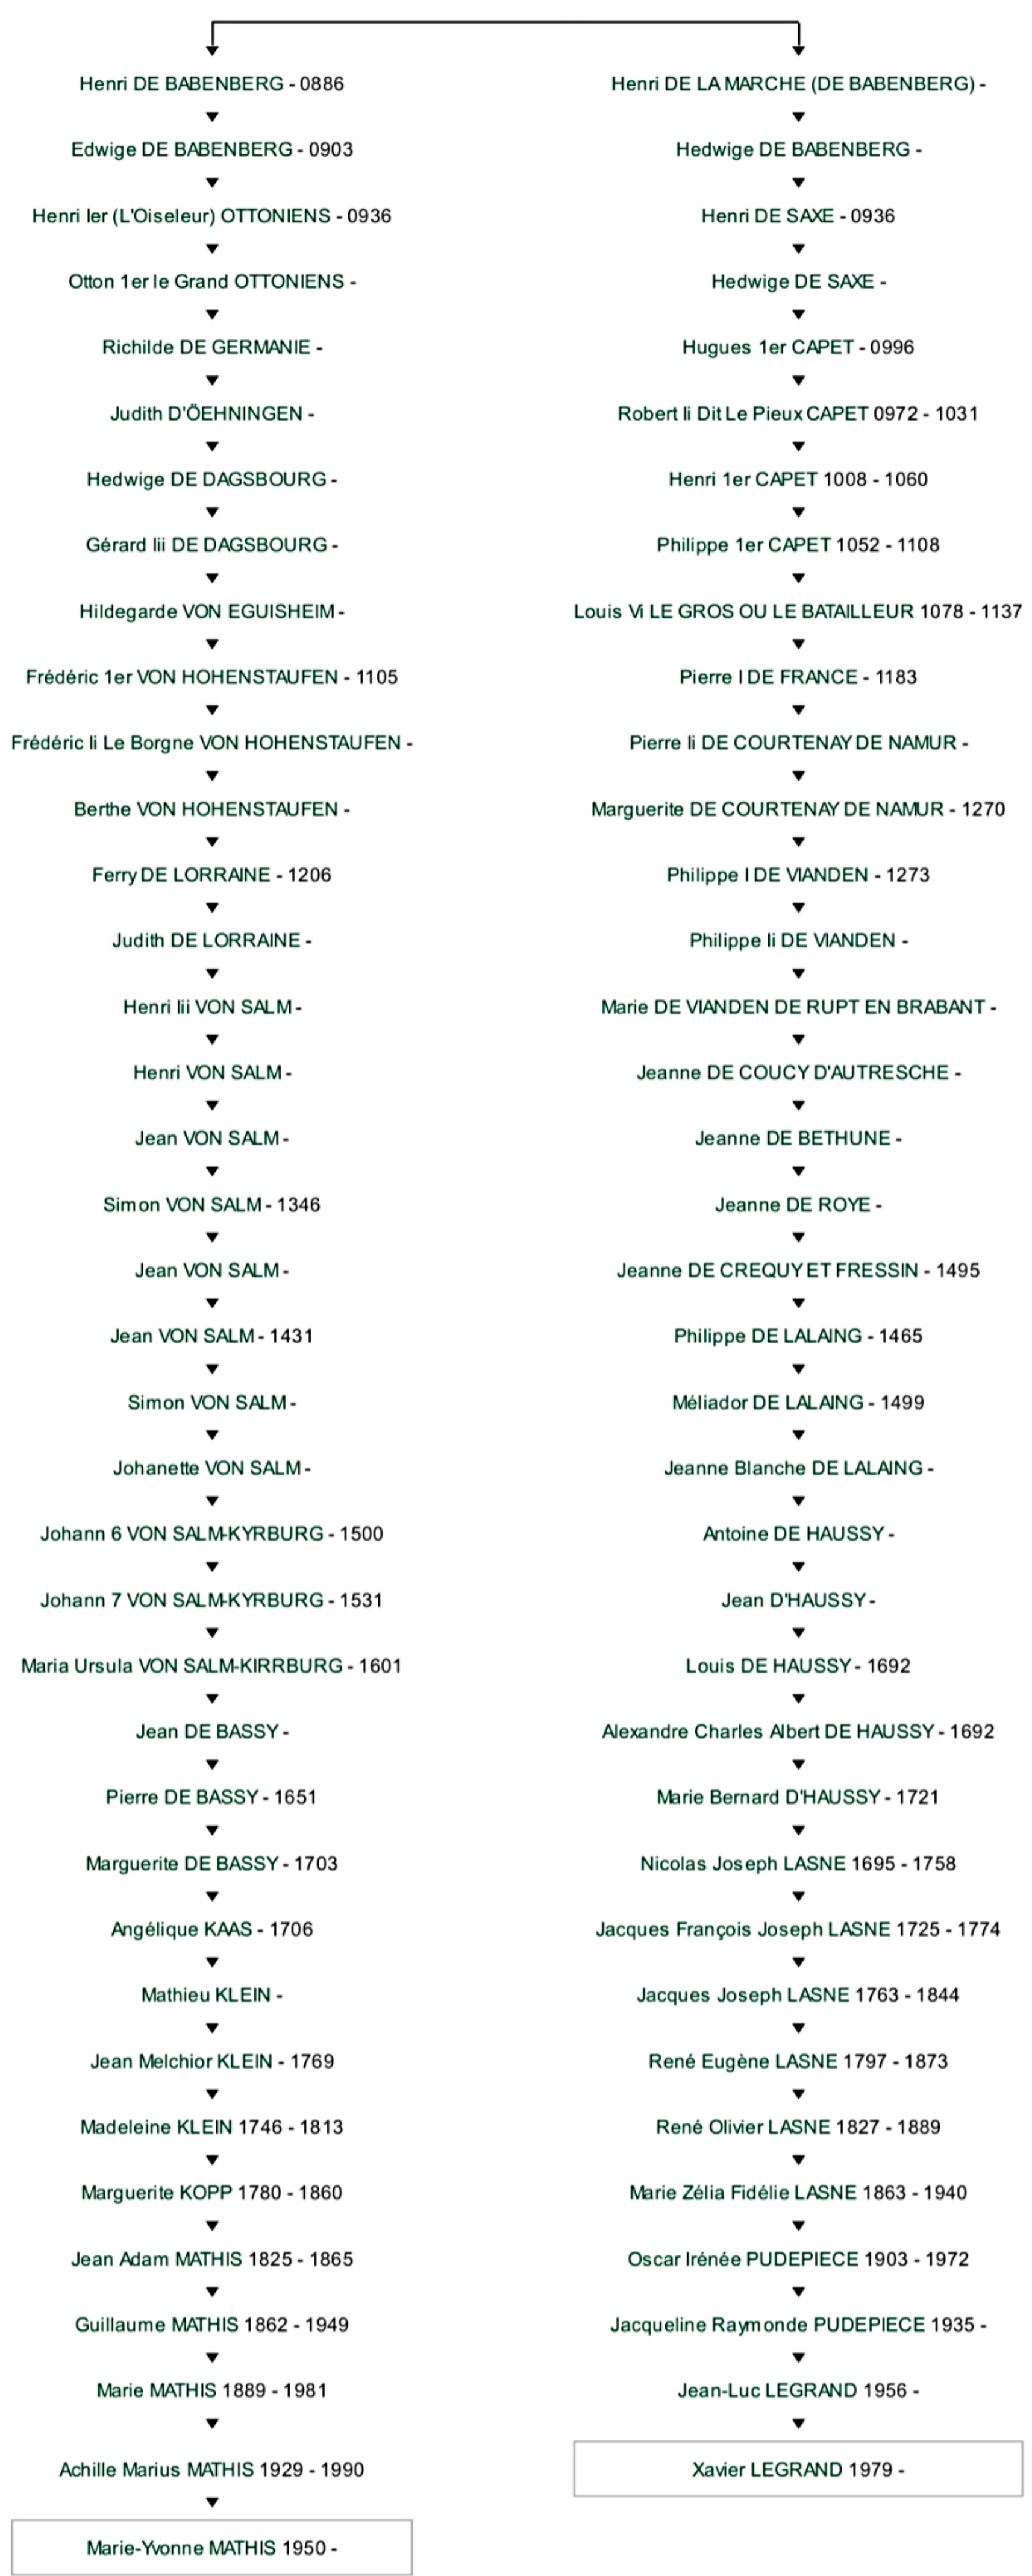 Henri DE BABENBERG - 0886
Edwige DE BABENBERG - 0903
Henri Ier (L'Oiseleur) OTTONIENS - 0936
Otton 1er le Grand OTTONIENS -
Richilde DE GERMANIE -
Judith D'ÖEHNINGEN -
Hedwige DE DAGSBOURG -
Gérard Iii DE DAGSBOURG -
Hildegarde VON EGUISHEIM -
Frédéric 1er VON HOHENSTAUFEN - 1105
Frédéric Ii Le Borgne VON HOHENSTAUFEN -
Berthe VON HOHENSTAUFEN -
Ferry DE LORRAINE - 1206
Judith DE LORRAINE -
Henri Iii VON SALM -
Henri VON SALM -
Jean VON SALM -
Simon VON SALM - 1346
Jean VON SALM -
Jean VON SALM - 1431
Simon VON SALM -
Johanette VON SALM -
Johann 6 VON SALM-KYRBURG - 1500
Johann 7 VON SALM-KYRBURG - 1531
Maria Ursula VON SALM-KIRRBURG - 1601
Jean DE BASSY -
Pierre DE BASSY - 1651
Marguerite DE BASSY - 1703
Angélique KAAS - 1706
Mathieu KLEIN -
Jean Melchior KLEIN - 1769
Madeleine KLEIN 1746 - 1813
Marguerite KOPP 1780 - 1860
Jean Adam MATHIS 1825 - 1865
Guillaume MATHIS 1862 - 1949
Marie MATHIS 1889 - 1981
Achille Marius MATHIS 1929 - 1990
Marie-Yvonne MATHIS 1950 -
Henri DE LA MARCHE (DE BABENBERG) -
Hedwige DE BABENBERG -
Henri DE SAXE - 0936
Hedwige DE SAXE -
Hugues 1er CAPET - 0996
Robert Ii Dit Le Pieux CAPET 0972 - 1031
Henri 1er CAPET 1008 - 1060
Philippe 1er CAPET 1052 - 1108
Louis Vi LE GROS OU LE BATAILLEUR 1078 - 1137
Pierre I DE FRANCE - 1183
Pierre Ii DE COURTENAY DE NAMUR -
Marguerite DE COURTENAY DE NAMUR - 1270
Philippe I DE VIANDEN - 1273
Philippe Ii DE VIANDEN -
Marie DE VIANDEN DE RUPT EN BRABANT -
Jeanne DE COUCY D'AUTRESCHE -
Jeanne DE BETHUNE -
Jeanne DE ROYE -
Jeanne DE CREQUY ET FRESSIN - 1495
Philippe DE LALAING - 1465
Méliador DE LALAING - 1499
Jeanne Blanche DE LALAING -
Antoine DE HAUSSY -
Jean D'HAUSSY -
Louis DE HAUSSY - 1692
Alexandre Charles Albert DE HAUSSY - 1692
Marie Bernard D'HAUSSY - 1721
Nicolas Joseph LASNE 1695 - 1758
Jacques François Joseph LASNE 1725 - 1774
Jacques Joseph LASNE 1763 - 1844
René Eugène LASNE 1797 - 1873
René Olivier LASNE 1827 - 1889
Marie Zélia Fidélie LASNE 1863 - 1940
Oscar Irénée PUDEPIECE 1903 - 1972
Jacqueline Raymonde PUDEPIECE 1935 -
Jean-Luc LEGRAND 1956 -
Xavier LEGRAND 1979 -